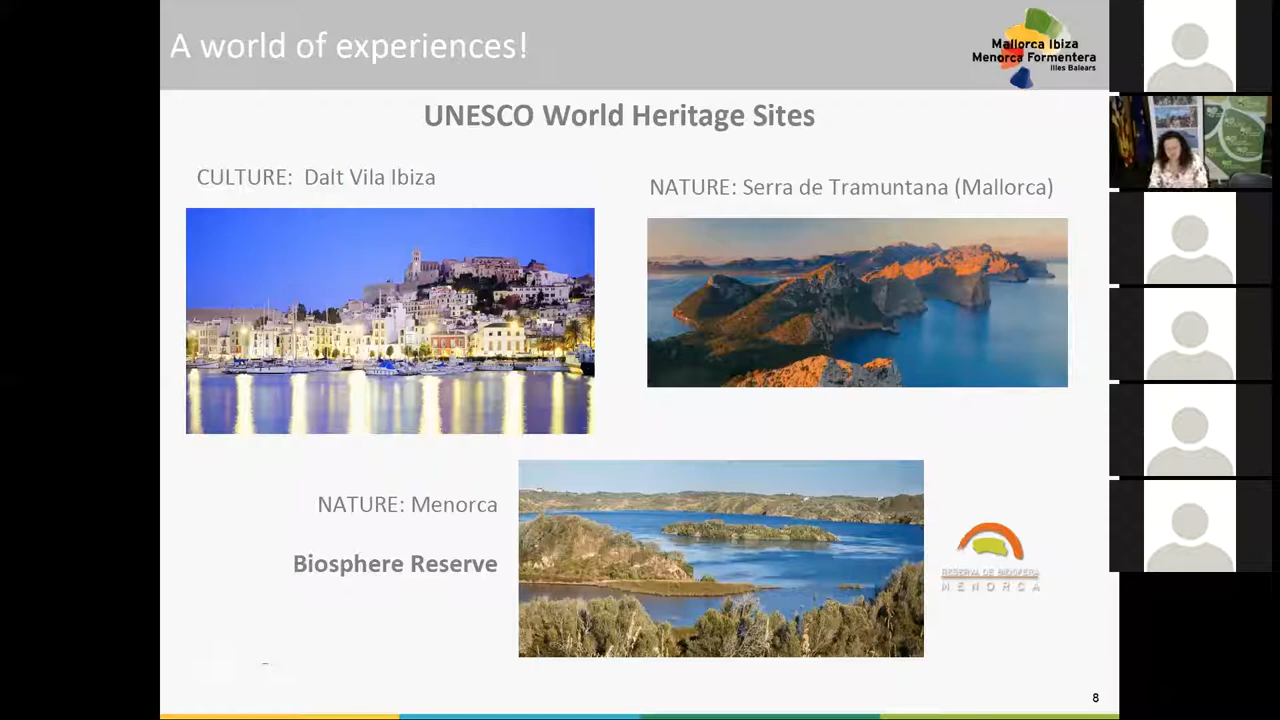 A world of experiences!
Mallorca Ibiza
Menorca Formentera
Illes Balears
UNESCO World Heritage Sites
CULTURE: Dalt Vila Ibiza
NATURE: Serra de Tramuntana (Mallorca)
NATURE: Menorca
Biosphere Reserve
RESERVA DE BIOSFERA
MENORCA
8